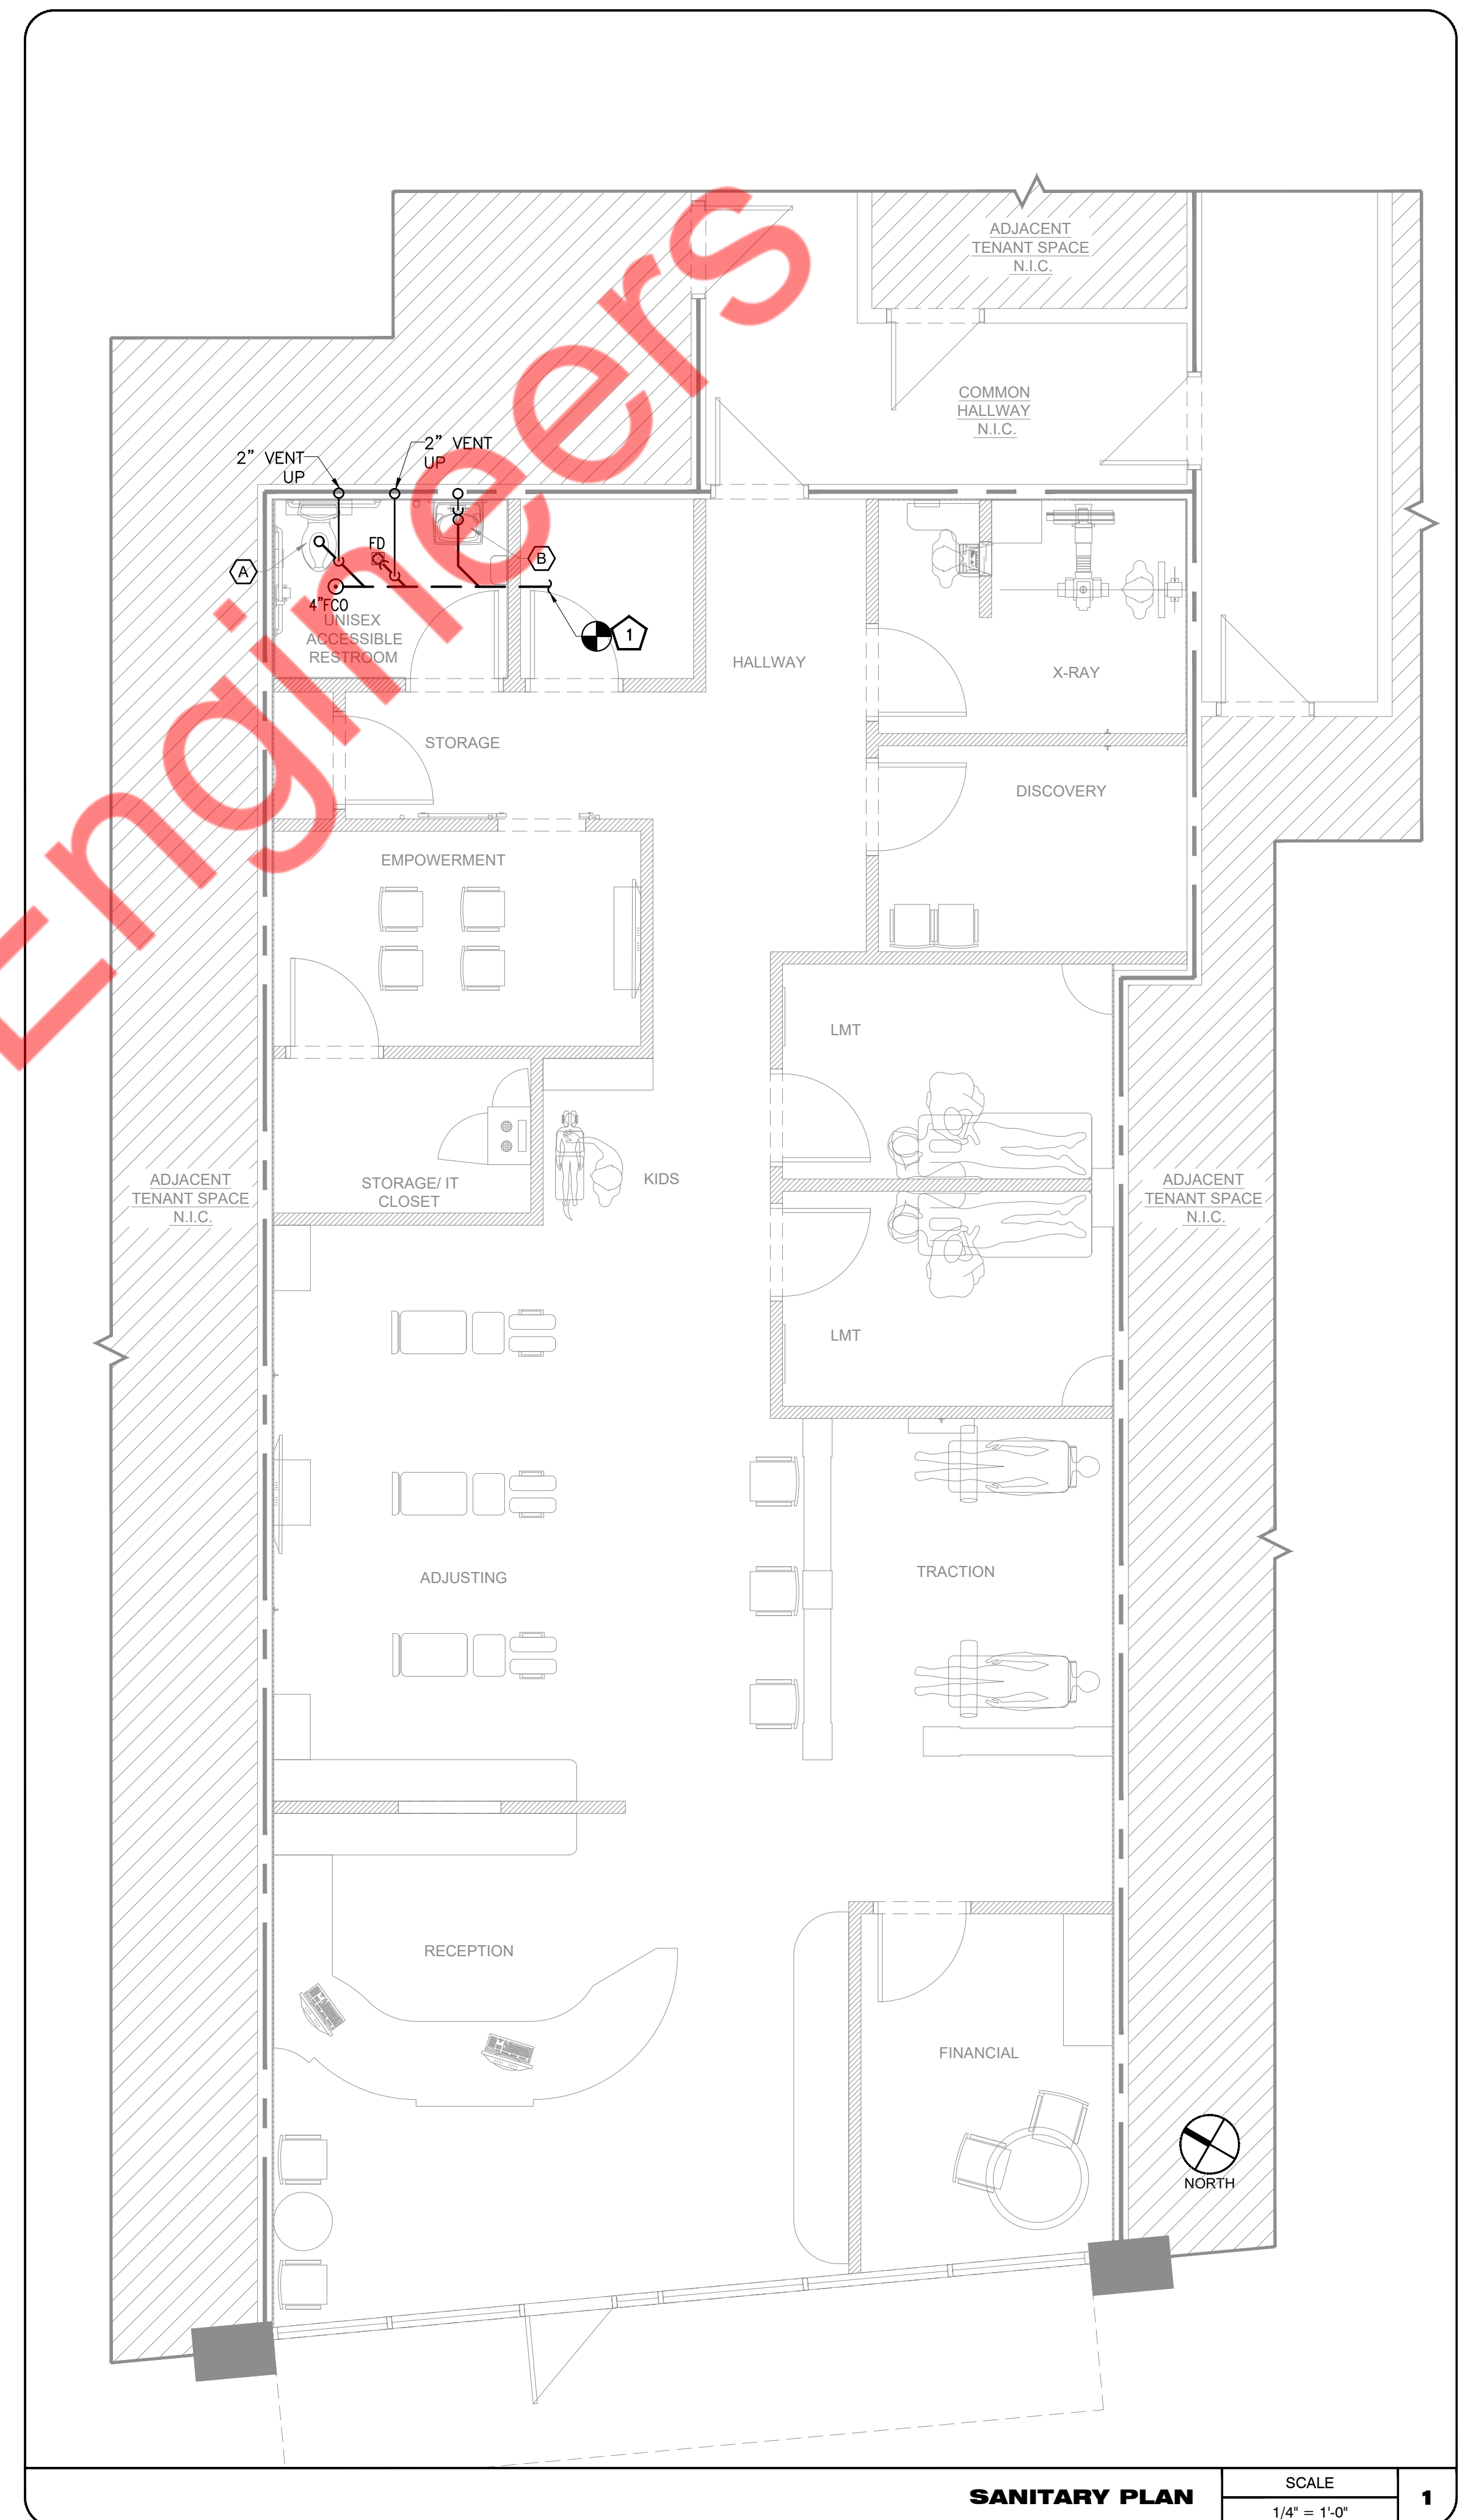 ADJACENT
TENANT SPACE
N.I.C.
COMMON
HALLWAY
N.I.C.
2" VENT
UP
2" VENT
UP
FD
A
B
4"FCO
1
UNISEX
ACCESSIBLE
RESTROOM
HALLWAY
X-RAY
STORAGE
DISCOVERY
EMPOWERMENT
LMT
ADJACENT
TENANT SPACE
N.I.C.
STORAGE/ IT
CLOSET
KIDS
ADJACENT
TENANT SPACE
N.I.C.
LMT
ADJUSTING
TRACTION
RECEPTION
FINANCIAL
NORTH
Engineers
SANITARY PLAN
SCALE
1/4" = 1'-0"
1